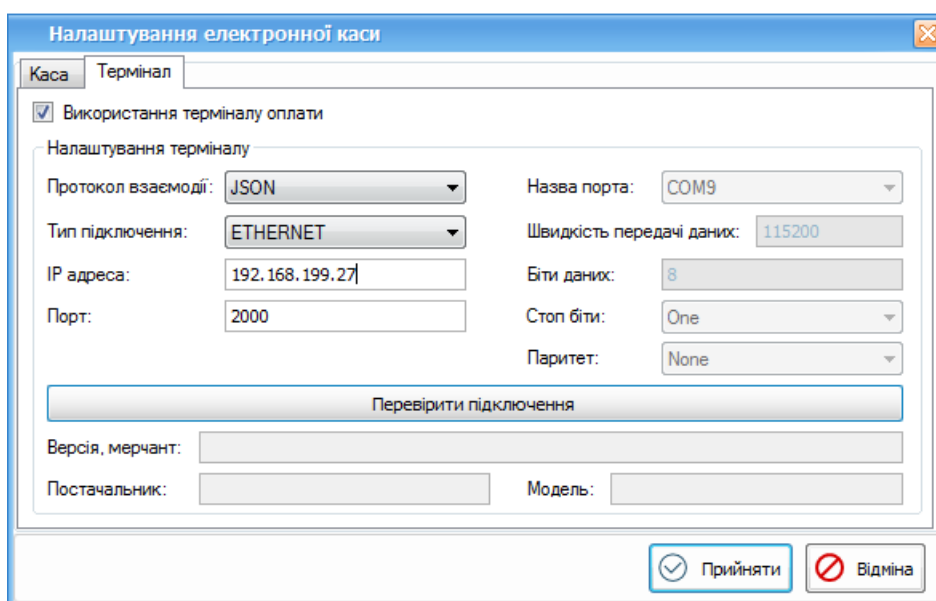 Налаштування електронної каси
Каса Термінал
Використання терміналу оплати
Налаштування терміналу
Протокол взаємодії: JSON Назва порта: COM9
Тип підключення: ETHERNET Швидкість передачі даних: 115200
IP адреса: 192.168.199.27 Біти даних: 8
Порт: 2000 Стоп біти: One
Паритет: None
Перевірити підключення
Версія, мерчант:
Постачальник: Модель:
Прийняти Відміна